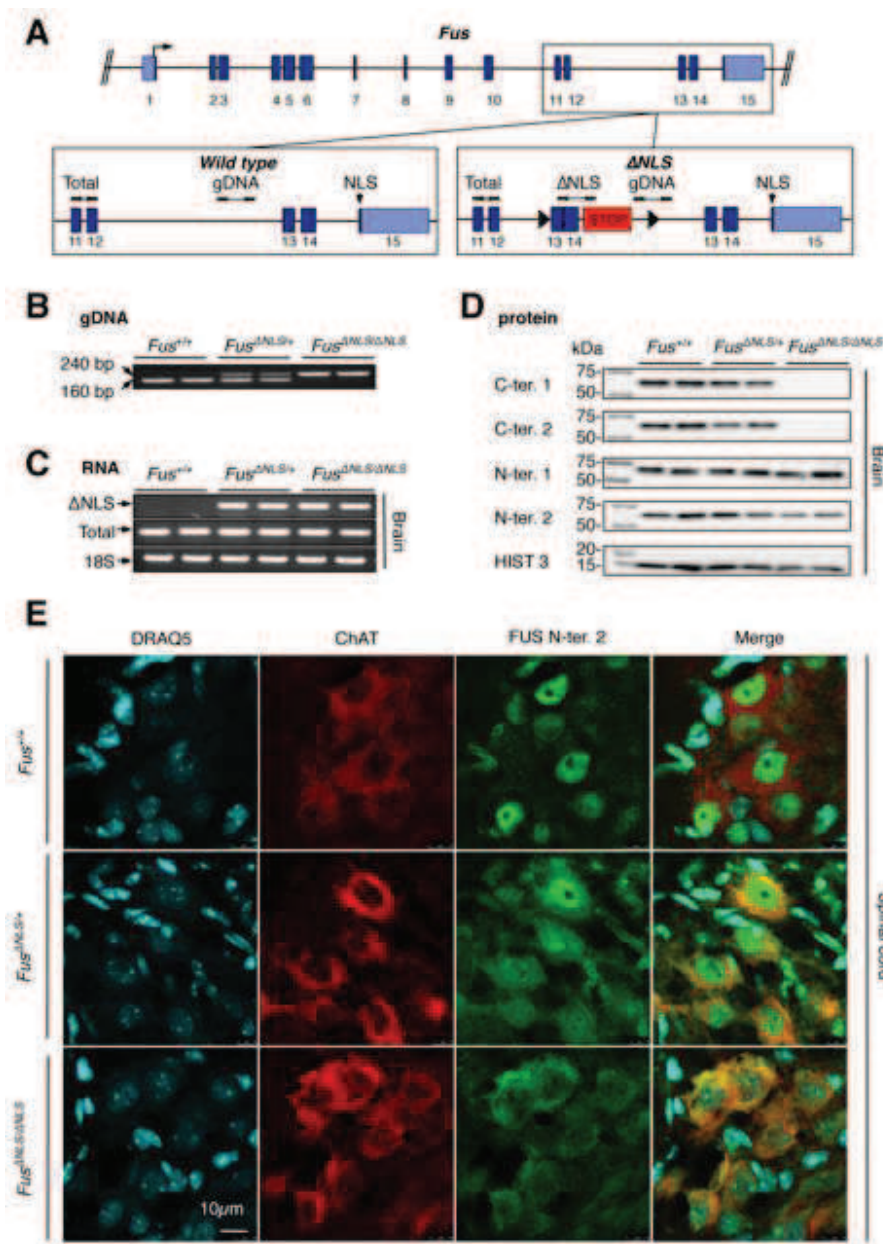 A
Fus
1 2 3 4 5 6 7 8 9 10 11 12 13 14 15
Wild type
Total gDNA NLS
11 12 13 14 15
ΔNLS
Total ΔNLS gDNA NLS
STOP
11 12 13 14 13 14 15
B gDNA
Fus+/+ FusΔNLS/+ FusΔNLS/ΔNLS
240 bp
160 bp
C RNA
Fus+/+ FusΔNLS/+ FusΔNLS/ΔNLS
ΔNLS
Total
18S
Brain
D protein
kDa Fus+/+ FusΔNLS/+ FusΔNLS/ΔNLS
C-ter. 1 75- 50-
C-ter. 2 75- 50-
N-ter. 1 75- 50-
N-ter. 2 75- 50-
HIST 3 20- 15-
Brain
E
DRAQ5 ChAT FUS N-ter. 2 Merge
Fus+/+
FusΔNLS/+
FusΔNLS/ΔNLS
10µm